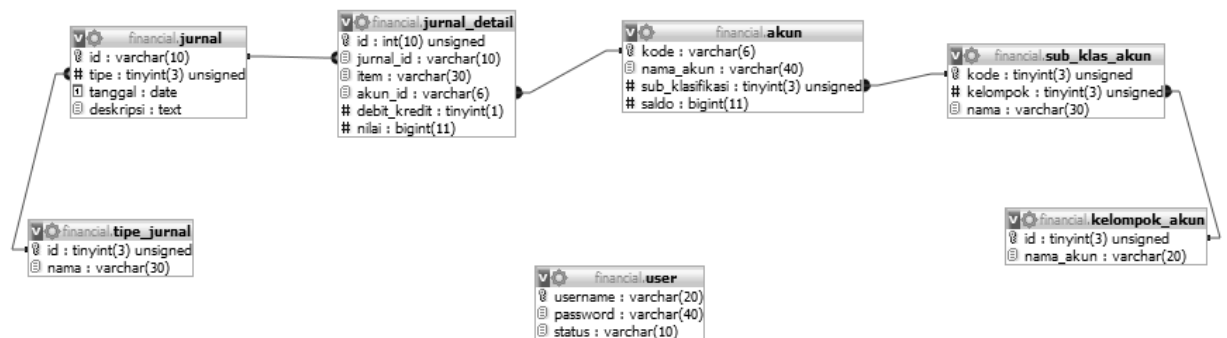 financial.jurnal
id : varchar(10)
# tipe : tinyint(3) unsigned
tanggal : date
deskripsi : text
financial.jurnal_detail
id : int(10) unsigned
jurnal_id : varchar(10)
item : varchar(30)
akun_id : varchar(6)
# debit_kredit : tinyint(1)
# nilai : bigint(11)
financial.akun
kode : varchar(6)
nama_akun : varchar(40)
# sub_klasifikasi : tinyint(3) unsigned
# saldo : bigint(11)
financial.sub_klas_akun
kode : tinyint(3) unsigned
# kelompok : tinyint(3) unsigned
nama : varchar(30)
financial.tipe_jurnal
id : tinyint(3) unsigned
nama : varchar(30)
financial.user
username : varchar(20)
password : varchar(40)
status : varchar(10)
financial.kelompok_akun
id : tinyint(3) unsigned
nama_akun : varchar(20)